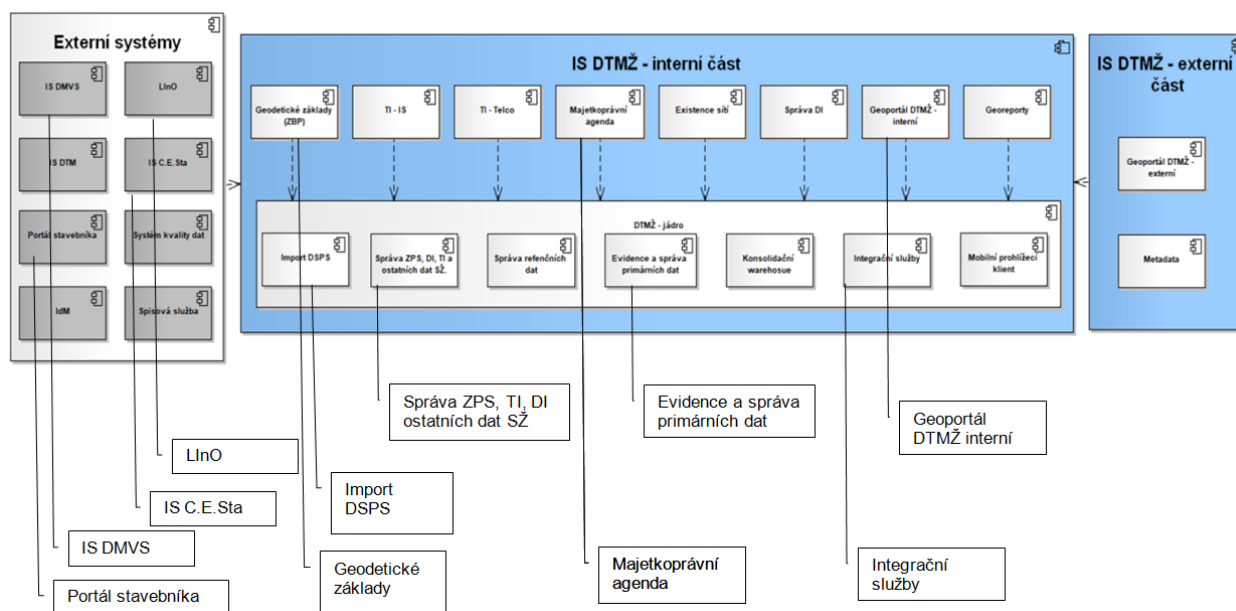 Externí systémy
IS DMVS
LInO
IS DTM
IS C.E.Sta
Portál stavebníka
Systém kvality dat
IdM
Spisová služba
IS DTMŽ - interní část
Geodetické základy
(ZBP)
TI - IS
TI - Telco
Majetkoprávní
agenda
Existence sítí
Správa DI
Geoportál DTMŽ -
interní
Georeporty
DTMŽ - jádro
Import DSPS
Správa ZPS, DI, TI a
ostatních dat SŽ.
Správa refenčních
dat
Evidence a správa
primárních dat
Konsolidační
warehosue
Integrační služby
Mobilní prohlížecí
klient
IS DTMŽ - externí
část
Geoportál DTMŽ -
externí
Metadata
Správa ZPS, TI, DI
ostatních dat SŽ
Evidence a správa
primárních dat
Geoportál
DTMŽ interní
LInO
Import
DSPS
IS C.E.Sta
IS DMVS
Geodetické
základy
Majetkoprávní
agenda
Integrační
služby
Portál stavebníka